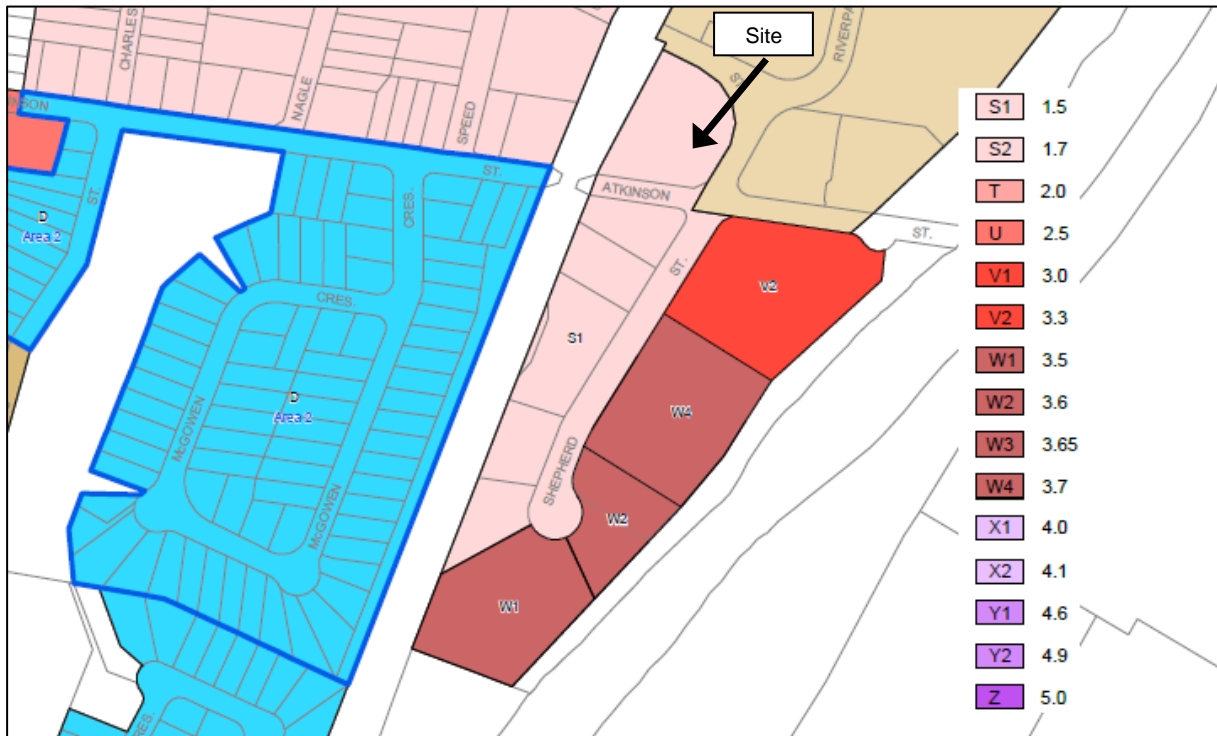 Site
CHARLES
NAGLE
SPEED
RIVERPA
ST.
INSON
ST.
ATKINSON
ST.
CRES.
ST.
D
Area 2
ST.
V2
CRES.
S1
D
Area 2
W4
McGOWEN
SHEPHERD
McGOWEN
W2
W1
CRES.
S1 1.5
S2 1.7
T 2.0
U 2.5
V1 3.0
V2 3.3
W1 3.5
W2 3.6
W3 3.65
W4 3.7
X1 4.0
X2 4.1
Y1 4.6
Y2 4.9
Z 5.0